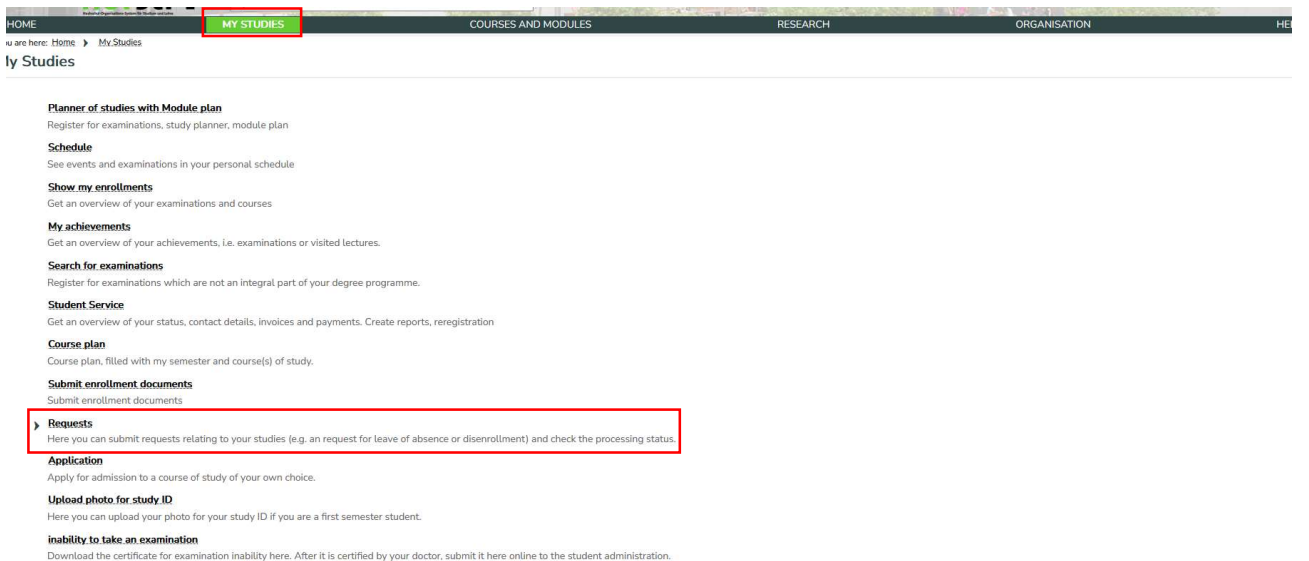 HOME MY STUDIES COURSES AND MODULES RESEARCH ORGANISATION
are here: Home My Studies
Studies
Planner of studies with Module plan
Register for examinations, study planner, module plan
Schedule
See events and examinations in your personal schedule
Show my enrollments
Get an overview of your examinations and courses
My achievements
Get an overview of your achievements, i.e. examinations or visited lectures.
Search for examinations
Register for examinations which are not an integral part of your degree programme.
Student Service
Get an overview of your status, contact details, invoices and payments. Create reports, reregistration
Course plan
Course plan, filled with my semester and course(s) of study.
Submit enrollment documents
Submit enrollment documents
Requests
Here you can submit requests relating to your studies (e.g. an request for leave of absence or disenrollment) and check the processing status.
Application
Apply for admission to a course of study of your own choice.
Upload photo for study ID
Here you can upload your photo for your study ID if you are a first semester student.
inability to take an examination
Download the certificate for examination inability here. After it is certified by your doctor, submit it here online to the student administration.